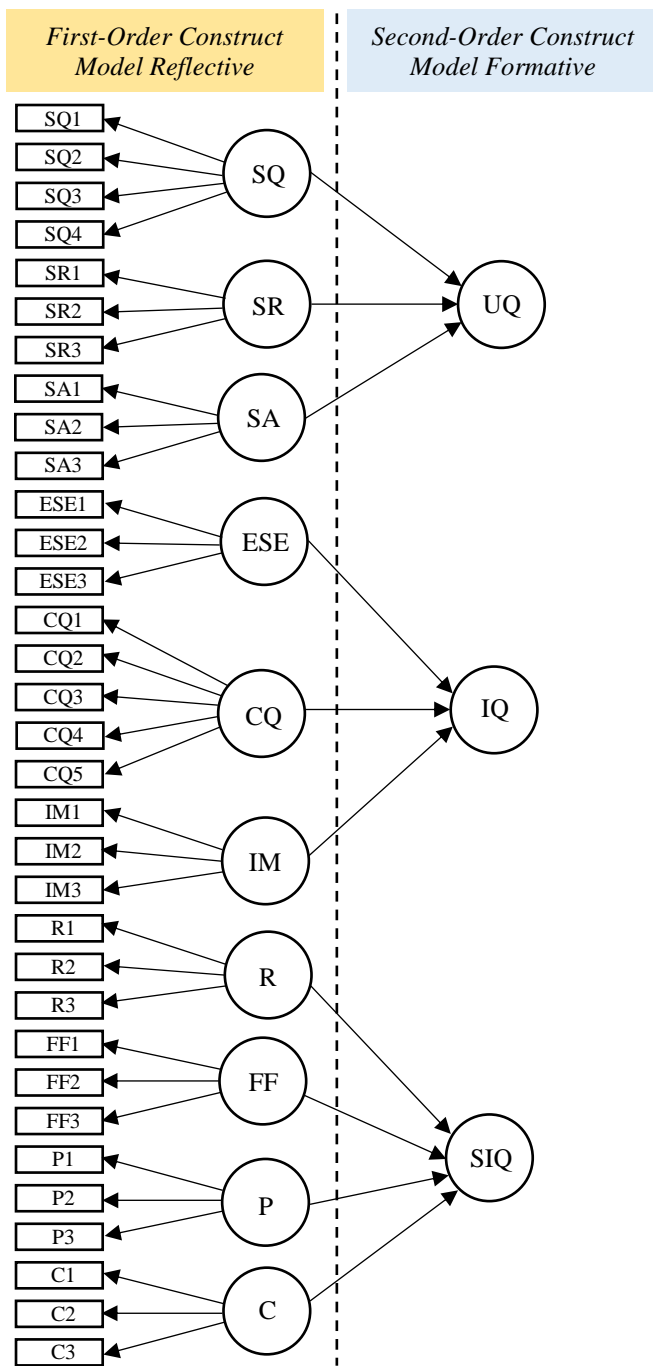 First-Order Construct
Model Reflective
Second-Order Construct
Model Formative
SQ1
SQ2
SQ3
SQ4
SQ
SR1
SR2
SR3
SR
UQ
SA1
SA2
SA3
SA
ESE1
ESE2
ESE3
ESE
CQ1
CQ2
CQ3
CQ4
CQ5
CQ
IQ
IM1
IM2
IM3
IM
R1
R2
R3
R
FF1
FF2
FF3
FF
SIQ
P1
P2
P3
P
C1
C2
C3
C